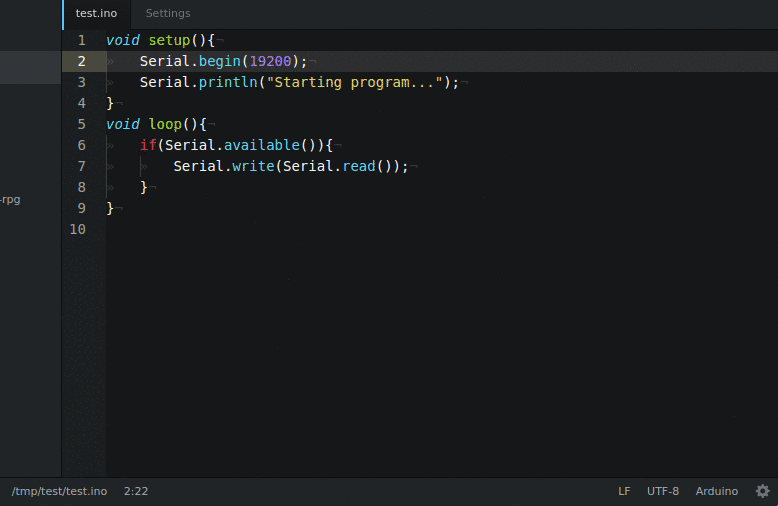 test.ino Settings
1 void setup(){¬
2 » Serial.begin(19200);¬
3 » Serial.println("Starting program...");¬
4 }¬
5 void loop(){¬
6 » if(Serial.available()){¬
7 » » Serial.write(Serial.read());¬
8 » }¬
9 }¬
10
-rpg
/tmp/test/test.ino 2:22 LF UTF-8 Arduino